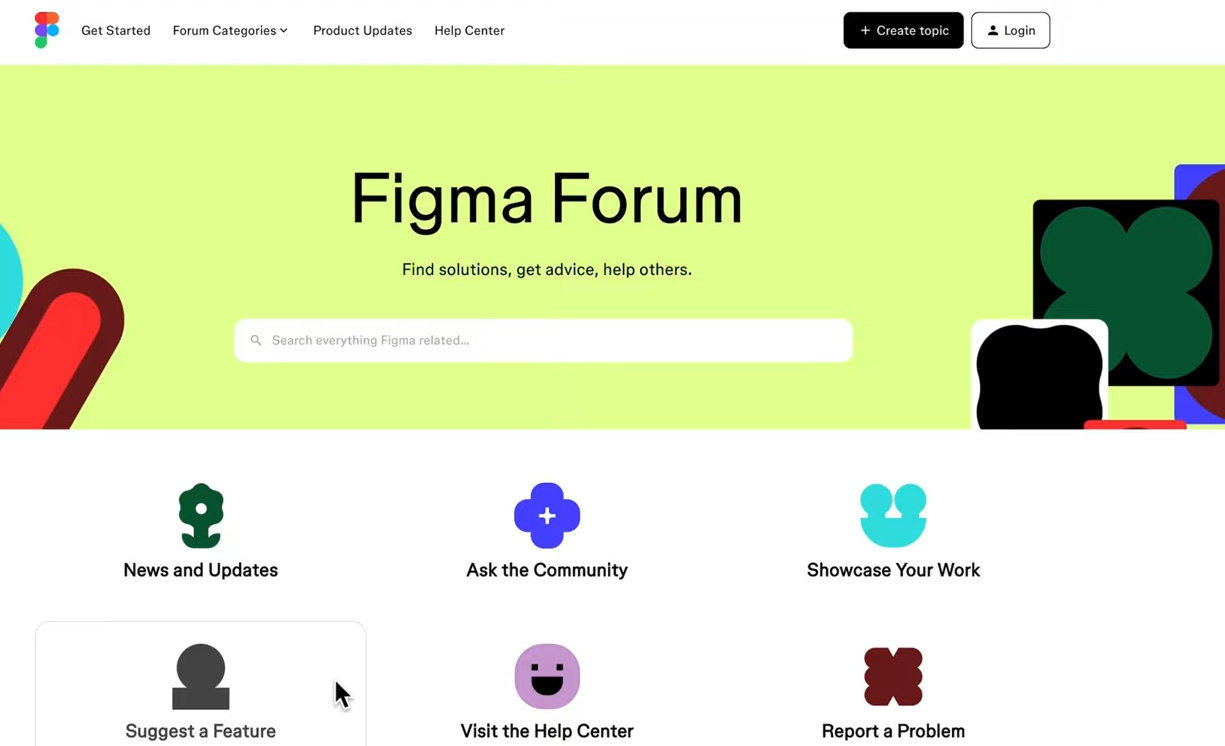 Get Started
Forum Categories
Product Updates
Help Center
+ Create topic
Login
Figma Forum
Find solutions, get advice, help others.
Search everything Figma related...
News and Updates
Ask the Community
Showcase Your Work
Suggest a Feature
Visit the Help Center
Report a Problem